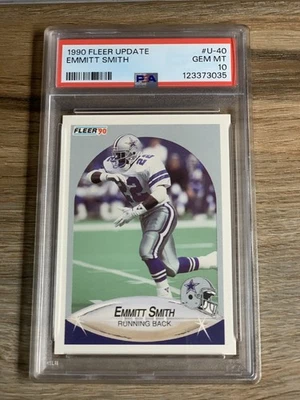 1990 FLEER UPDATE #U-40
EMMITT SMITH GEM MT
PSA 10
123373035
FLEER '90
22
EMMITT SMITH
RUNNING BACK